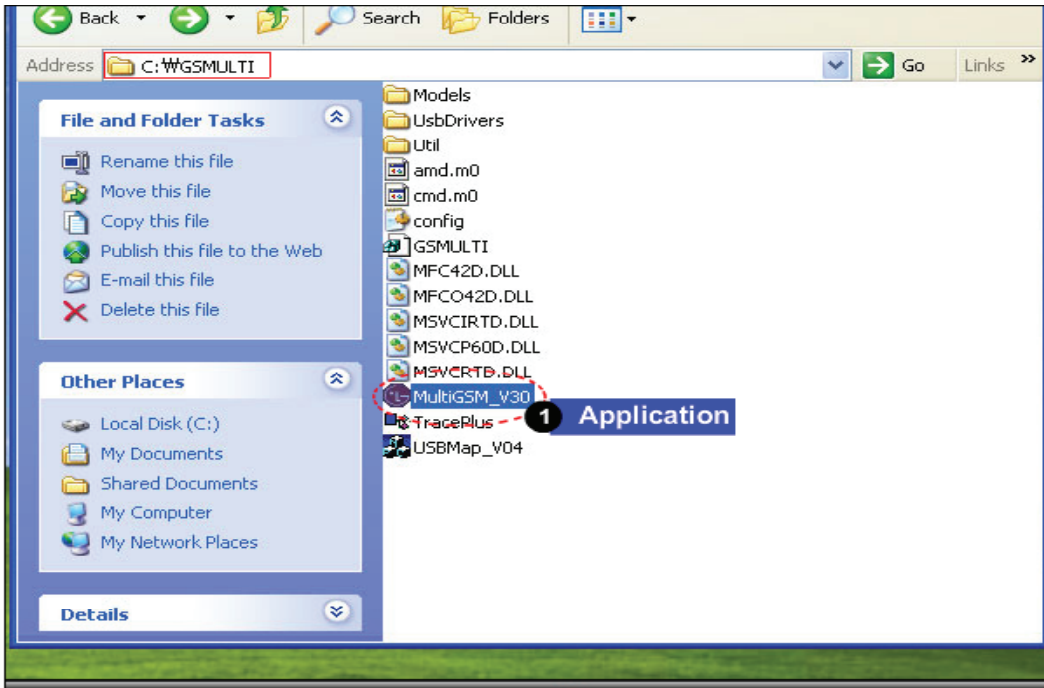 Back Search Folders
Address C:₩GSMULTI Go Links »
File and Folder Tasks
Rename this file
Move this file
Copy this file
Publish this file to the Web
E-mail this file
Delete this file
Other Places
Local Disk (C:)
My Documents
Shared Documents
My Computer
My Network Places
Details
Models
UsbDrivers
Util
amd.m0
cmd.m0
config
GSMULTI
MFC42D.DLL
MFCO42D.DLL
MSVCIRTD.DLL
MSVCP60D.DLL
MSVCRTD.DLL
MultiGSM_V30
TracePlus
USBMap_V04
1 Application